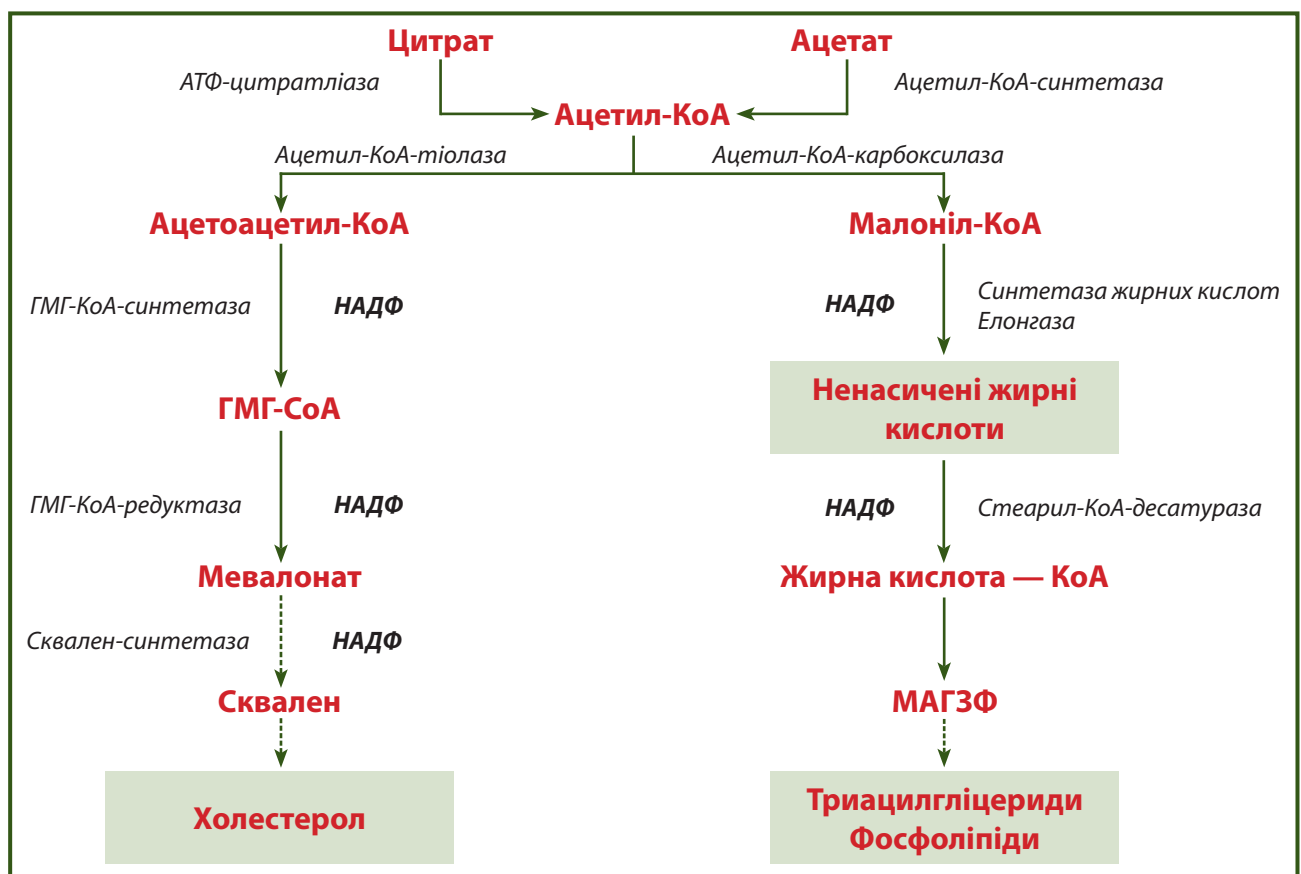 Цитрат
Ацетат
АТФ-цитратліаза
Ацетил-КоА-синтетаза
Ацетил-КоА
Ацетил-КоА-тіолаза
Ацетил-КоА-карбоксилаза
Ацетоацетил-КоА
Малоніл-КоА
ГМГ-КоА-синтетаза
НАДФ
НАДФ
Синтетаза жирних кислот
Елонгаза
Ненасичені жирні
кислоти
ГМГ-СоА
ГМГ-КоА-редуктаза
НАДФ
НАДФ
Стеарил-КоА-десатураза
Мевалонат
Жирна кислота — КоА
Сквален-синтетаза
НАДФ
Сквален
МАГ3Ф
Холестерол
Триацилгліцериди
Фосфоліпіди